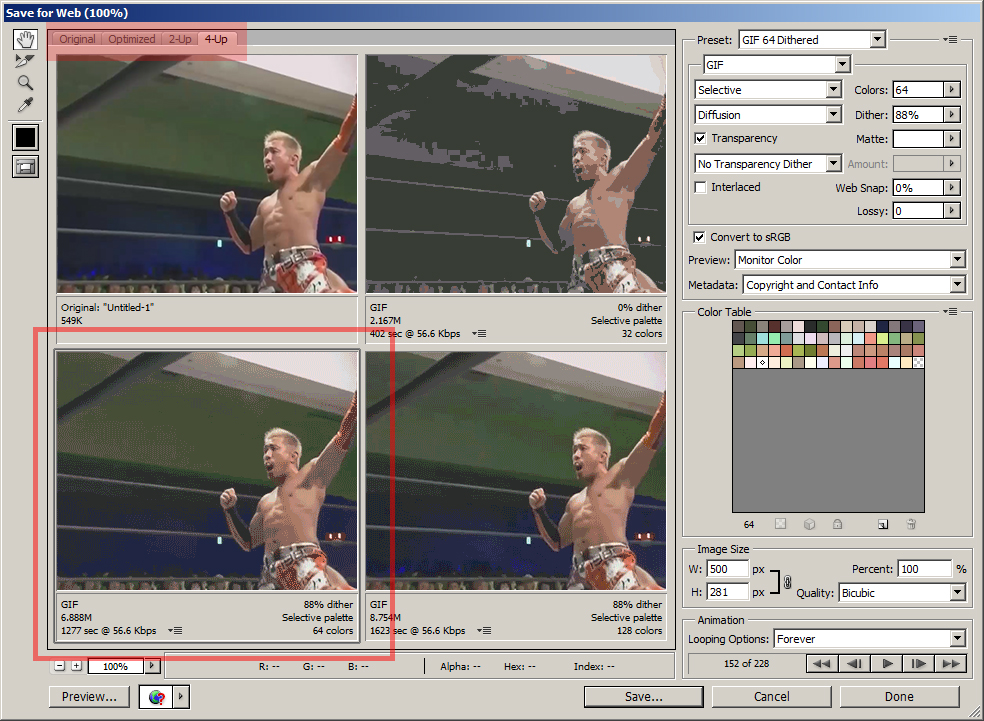 Save for Web (100%)
Original Optimized 2-Up 4-Up
Original: "Untitled-1"
549K
GIF 0% dither
2.167M Selective palette
402 sec @ 56.6 Kbps 32 colors
GIF 88% dither
6.888M Selective palette
1277 sec @ 56.6 Kbps 64 colors
GIF 88% dither
8.754M Selective palette
1623 sec @ 56.6 Kbps 128 colors
100% R: -- G: -- B: -- Alpha: -- Hex: -- Index: --
Preview...
Save... Cancel Done
Preset: GIF 64 Dithered
GIF
Selective Colors: 64
Diffusion Dither: 88%
Transparency Matte:
No Transparency Dither Amount:
Interlaced Web Snap: 0%
Lossy: 0
Convert to sRGB
Preview: Monitor Color
Metadata: Copyright and Contact Info
Color Table
64
Image Size
W: 500 px Percent: 100 %
H: 281 px Quality: Bicubic
Animation
Looping Options: Forever
152 of 228